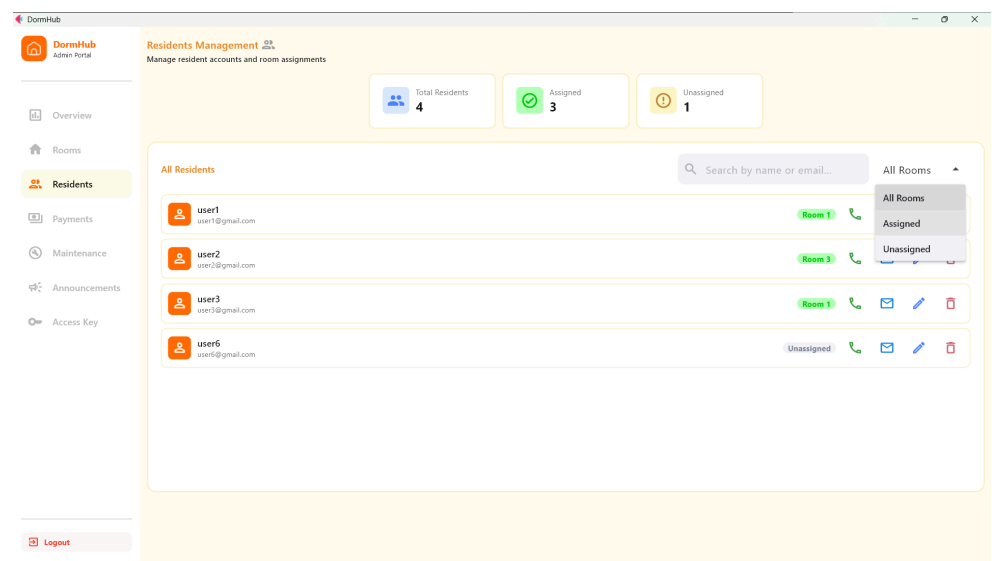 DormHub
DormHub
Admin Portal
Overview
Rooms
Residents
Payments
Maintenance
Announcements
Access Key
Logout
Residents Management
Manage resident accounts and room assignments
Total Residents
4
Assigned
3
Unassigned
1
All Residents
Search by name or email...
All Rooms
All Rooms
Assigned
Unassigned
user1
user1@gmail.com
Room 1
user2
user2@gmail.com
Room 3
user3
user3@gmail.com
Room 1
user6
user6@gmail.com
Unassigned